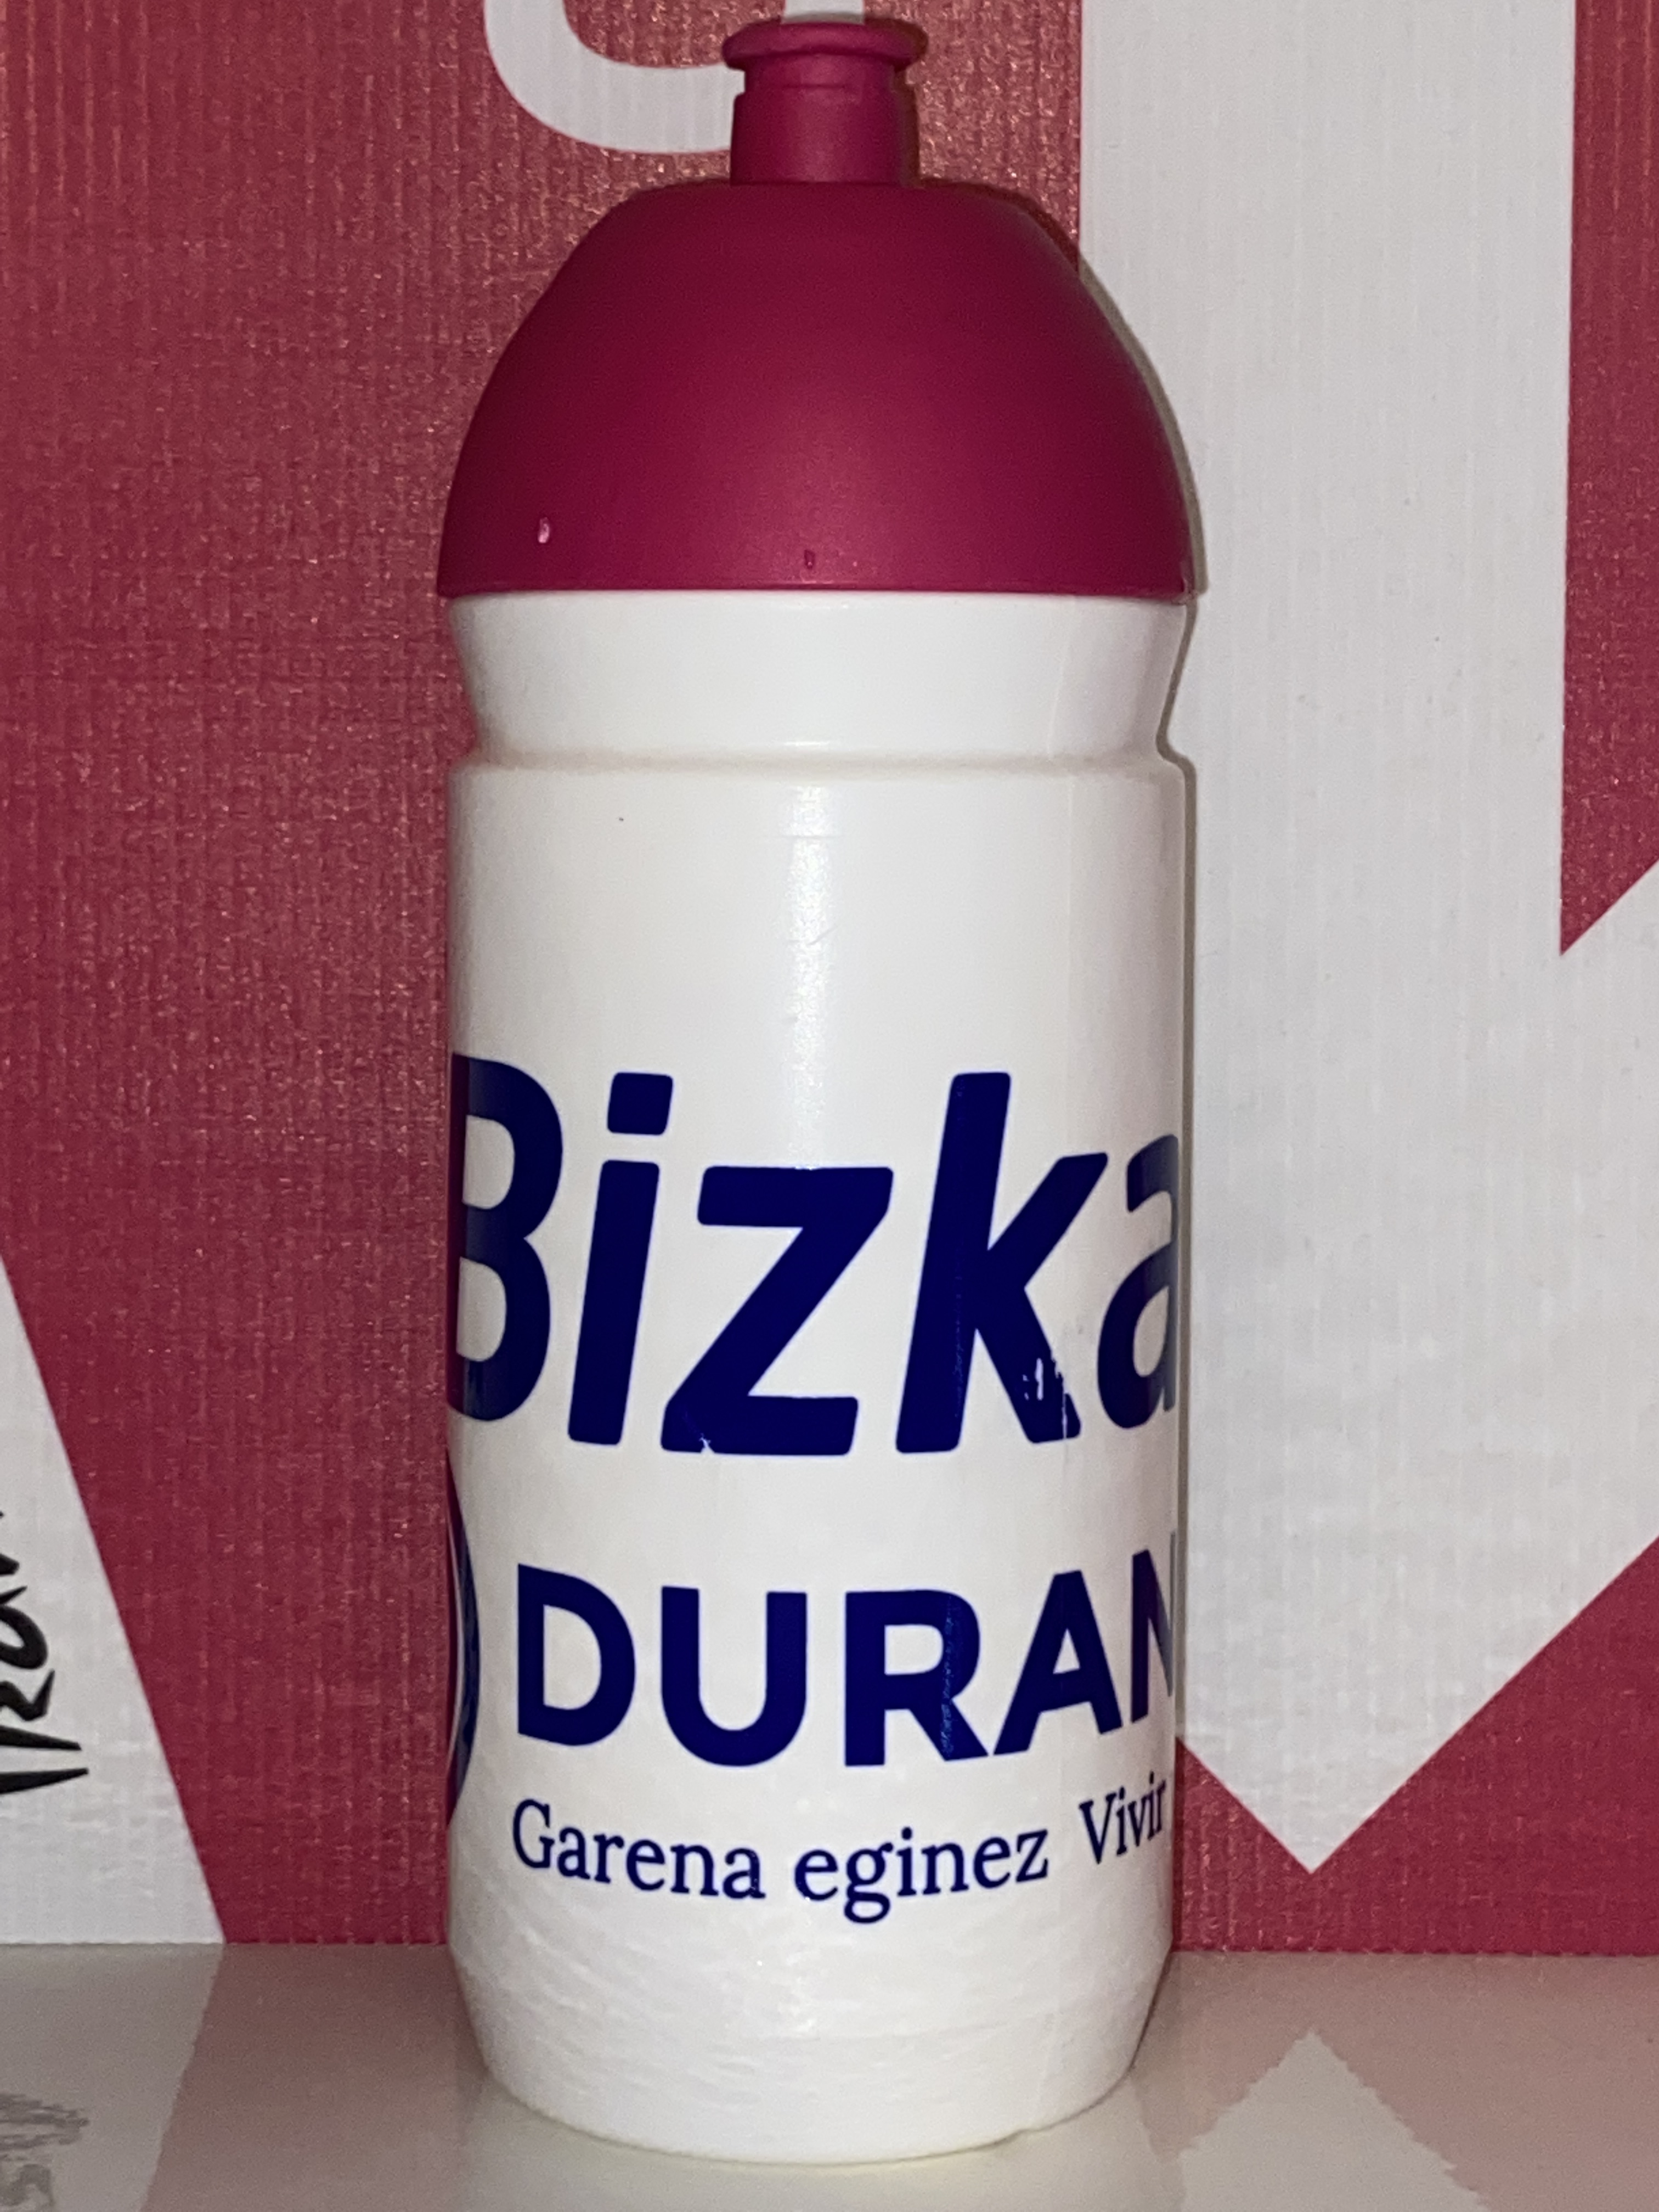 Bizka
DURAN
Garena eginez Vivir